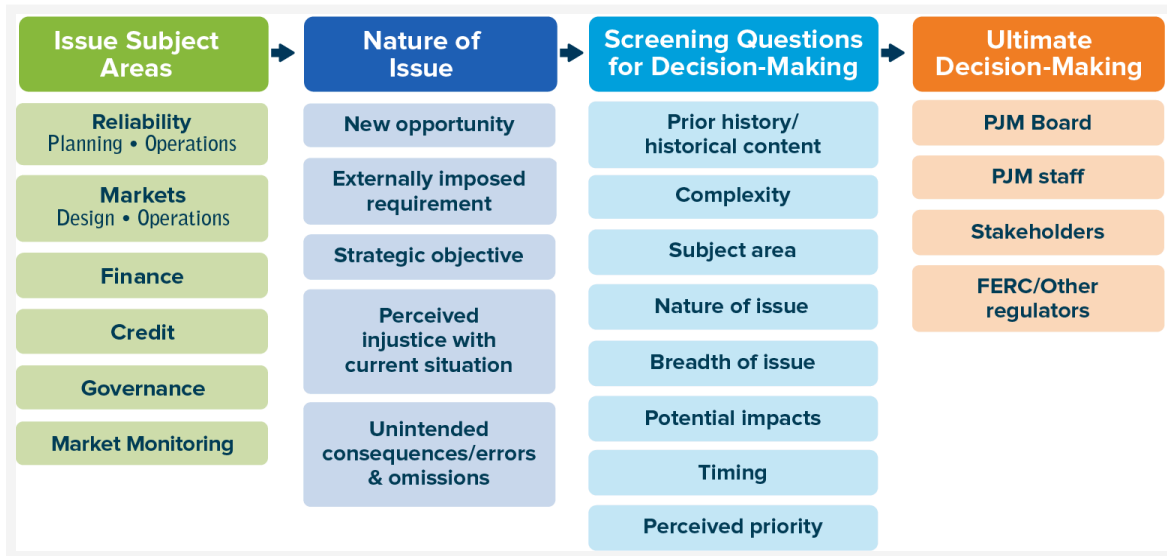 Issue Subject
Areas
Reliability
Planning • Operations
Markets
Design • Operations
Finance
Credit
Governance
Market Monitoring
Nature of
Issue
New opportunity
Externally imposed
requirement
Strategic objective
Perceived
injustice with
current situation
Unintended
consequences/errors
& omissions
Screening Questions
for Decision-Making
Prior history/
historical content
Complexity
Subject area
Nature of issue
Breadth of issue
Potential impacts
Timing
Perceived priority
Ultimate
Decision-Making
PJM Board
PJM staff
Stakeholders
FERC/Other
regulators